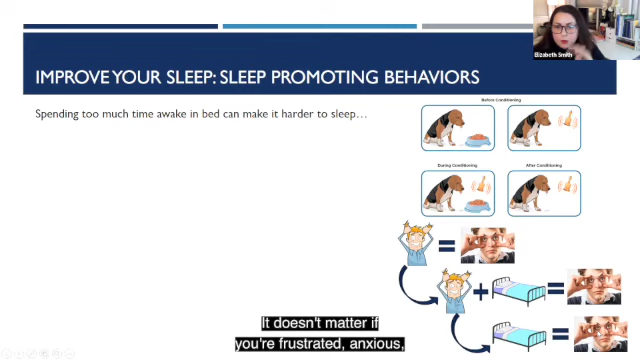 Elizabeth Smith
IMPROVE YOUR SLEEP: SLEEP PROMOTING BEHAVIORS
Spending too much time awake in bed can make it harder to sleep…
Before Conditioning
During Conditioning
After Conditioning
=
+
=
=
It doesn't matter if
you're frustrated, anxious,